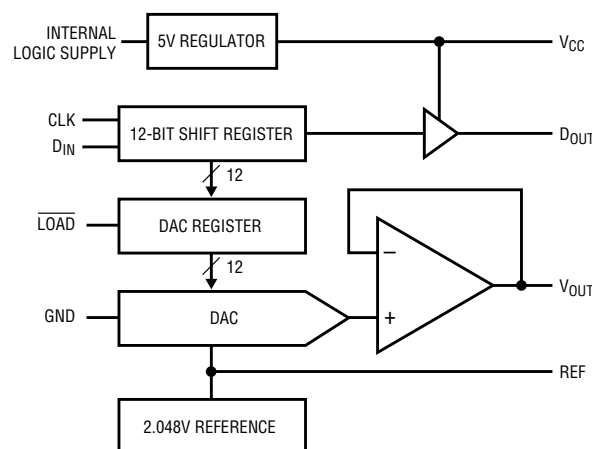 INTERNAL
LOGIC SUPPLY
5V REGULATOR
VCC
CLK
DIN
12-BIT SHIFT REGISTER
DOUT
12
LOAD
DAC REGISTER
12
−
+
VOUT
GND
DAC
REF
2.048V REFERENCE